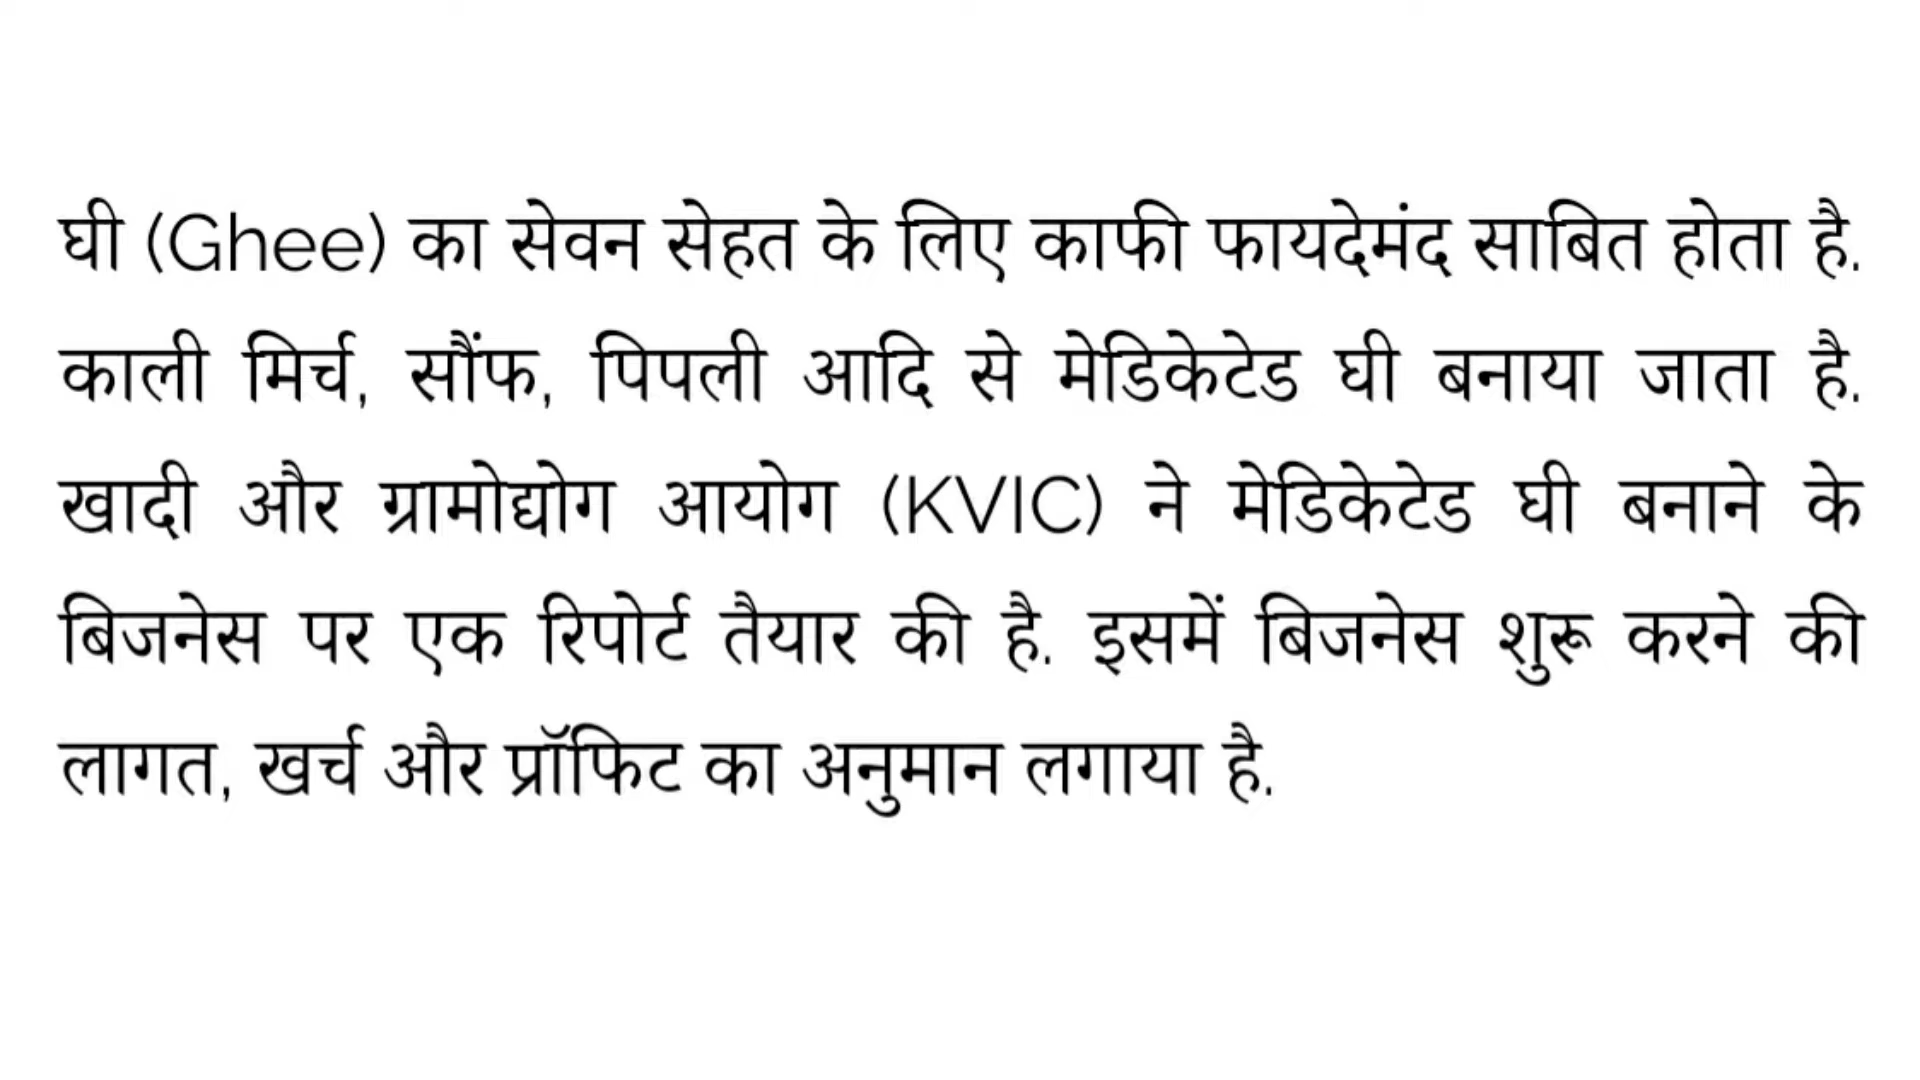 घी (Ghee) का सेवन सेहत के लिए काफी फायदेमंद साबित होता है.
काली मिर्च, सौंफ, पिपली आदि से मेडिकेटेड घी बनाया जाता है.
खादी और ग्रामोद्योग आयोग (KVIC) ने मेडिकेटेड घी बनाने के
बिजनेस पर एक रिपोर्ट तैयार की है. इसमें बिजनेस शुरू करने की
लागत, खर्च और प्रॉफिट का अनुमान लगाया है.